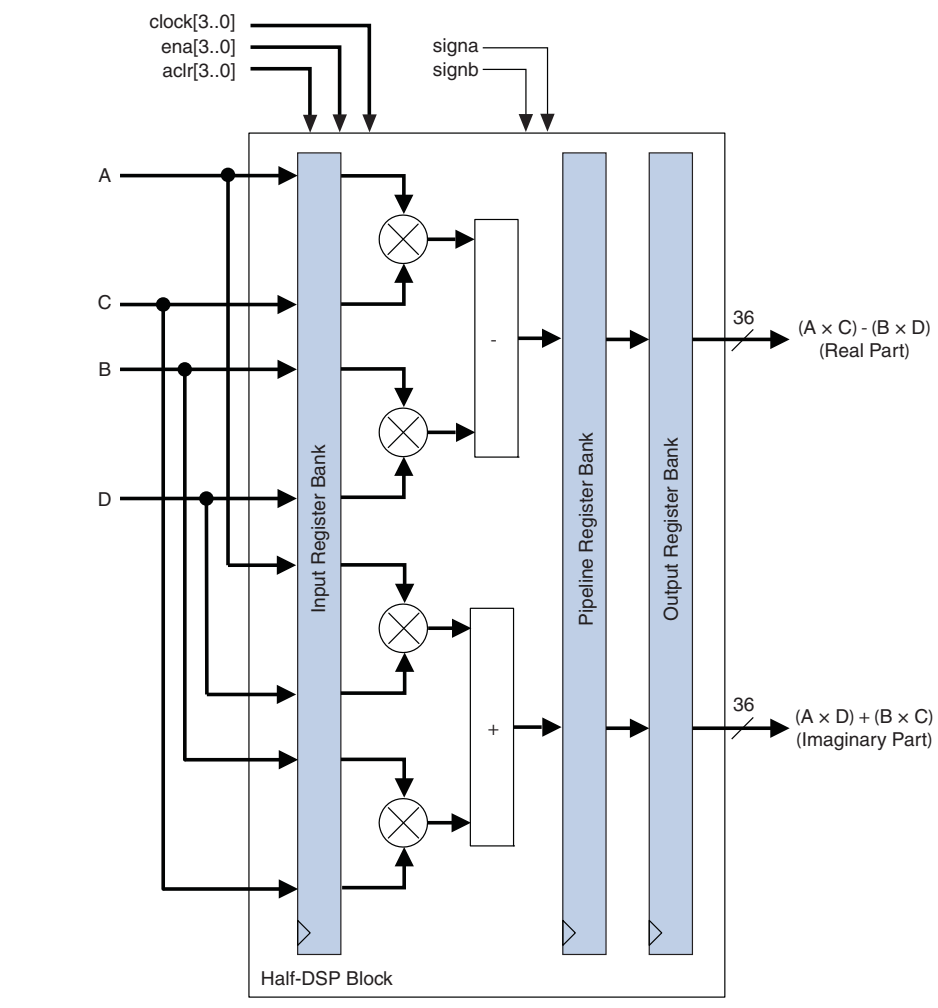 clock[3..0]
ena[3..0]
aclr[3..0]
signa
signb
A
C
B
D
Input Register Bank
-
+
Pipeline Register Bank
Output Register Bank
36
(A × C) - (B × D)
(Real Part)
36
(A × D) + (B × C)
(Imaginary Part)
Half-DSP Block